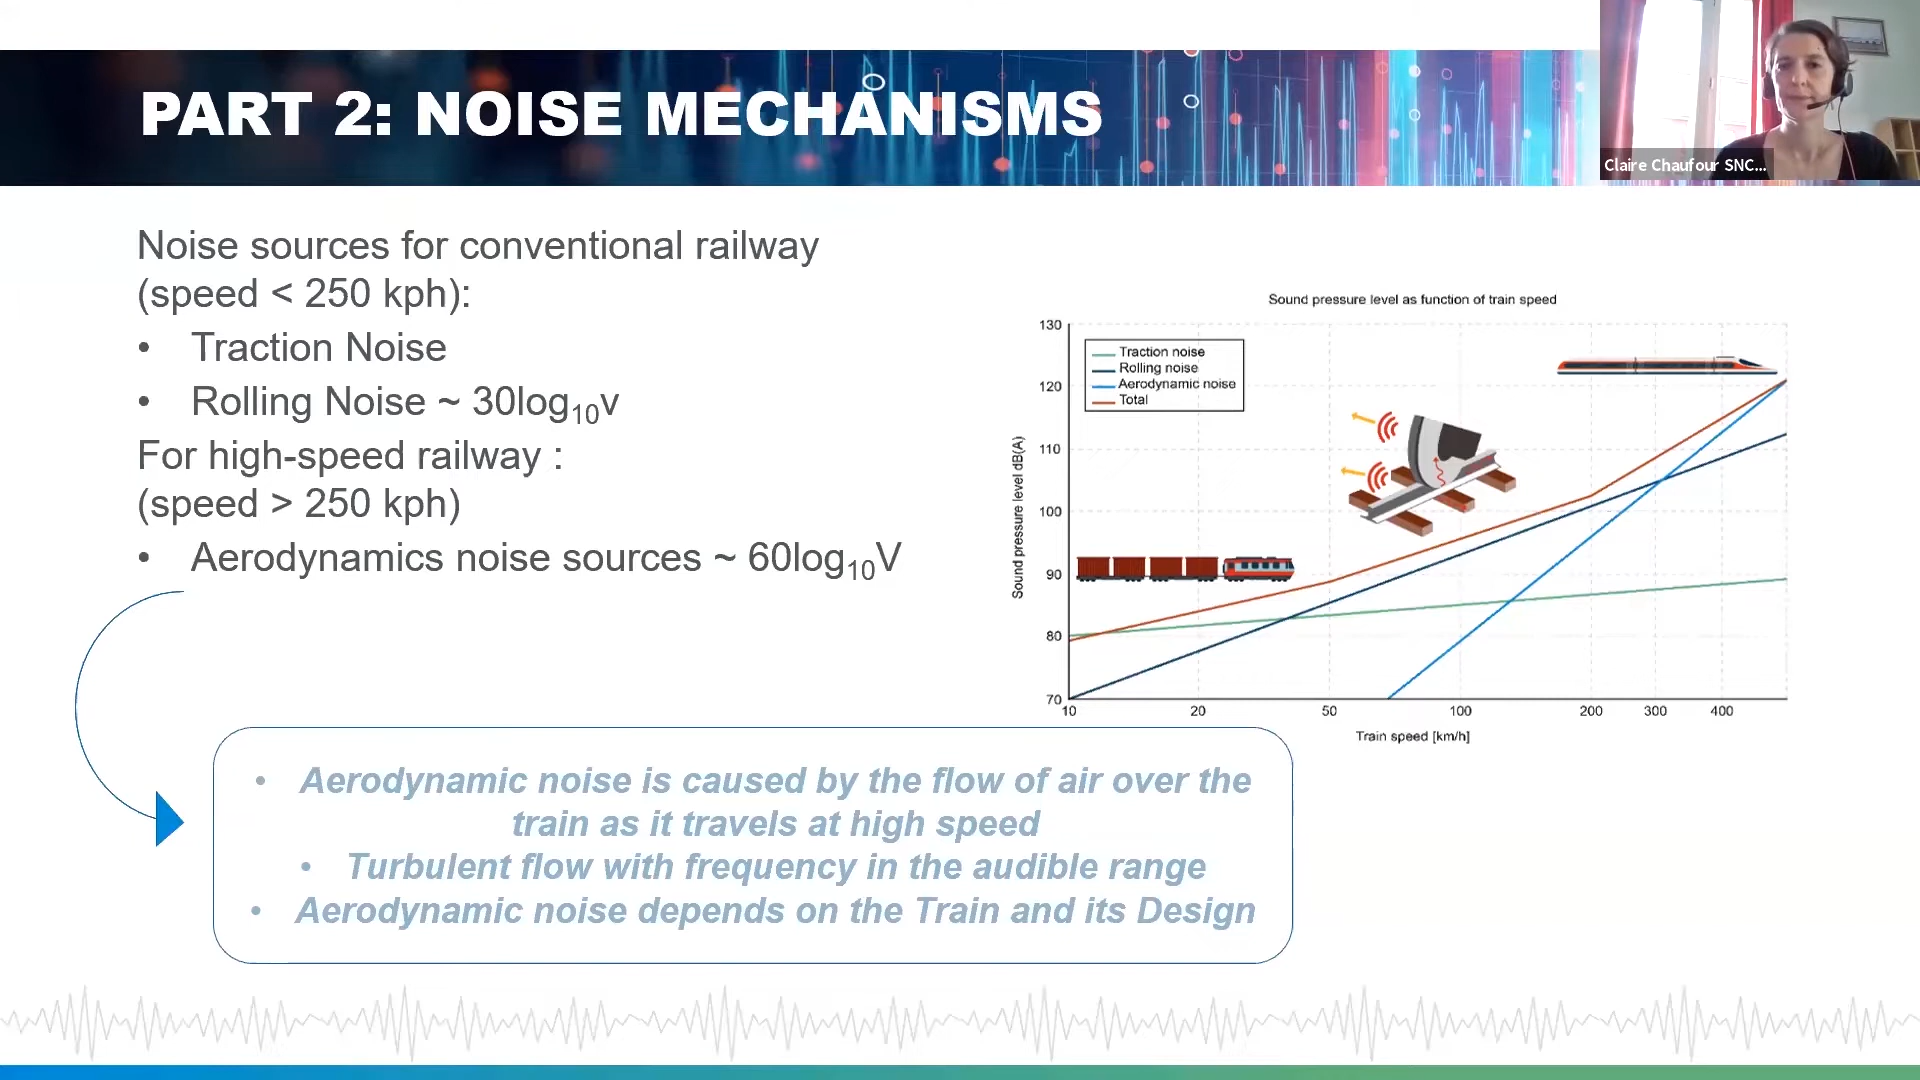 PART 2: NOISE MECHANISMS
Claire Chaufour SNC...
Noise sources for conventional railway
(speed < 250 kph):
• Traction Noise
• Rolling Noise ~ 30log10v
For high-speed railway :
(speed > 250 kph)
• Aerodynamics noise sources ~ 60log10V
Sound pressure level as function of train speed
Traction noise
Rolling noise
Aerodynamic noise
Total
Sound pressure level dB(A)
130
120
110
100
90
80
70
10 20 50 100 200 300 400
Train speed [km/h]
• Aerodynamic noise is caused by the flow of air over the
train as it travels at high speed
• Turbulent flow with frequency in the audible range
• Aerodynamic noise depends on the Train and its Design